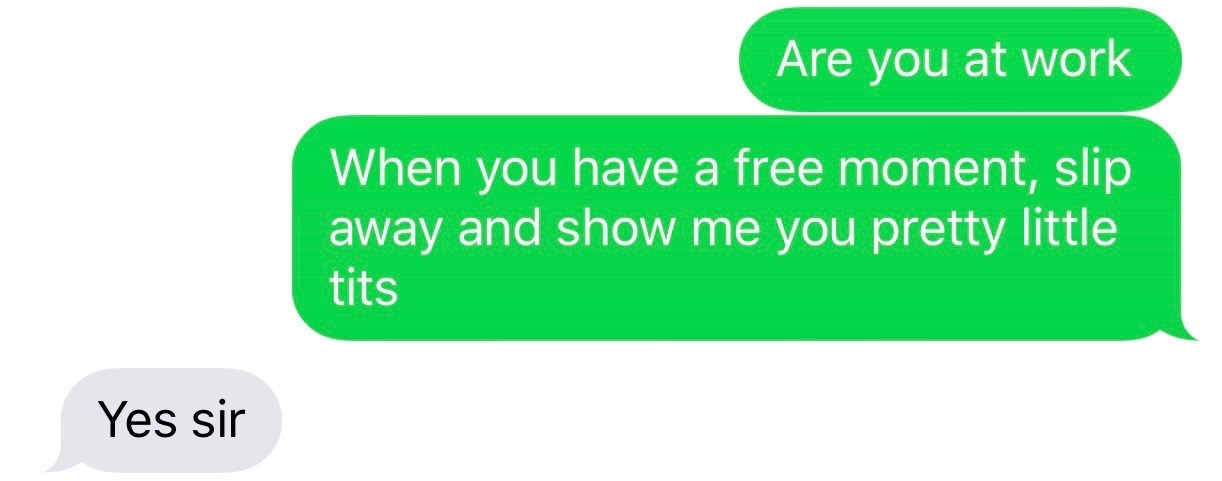 Are you at work
When you have a free moment, slip
away and show me you pretty little
tits
Yes sir